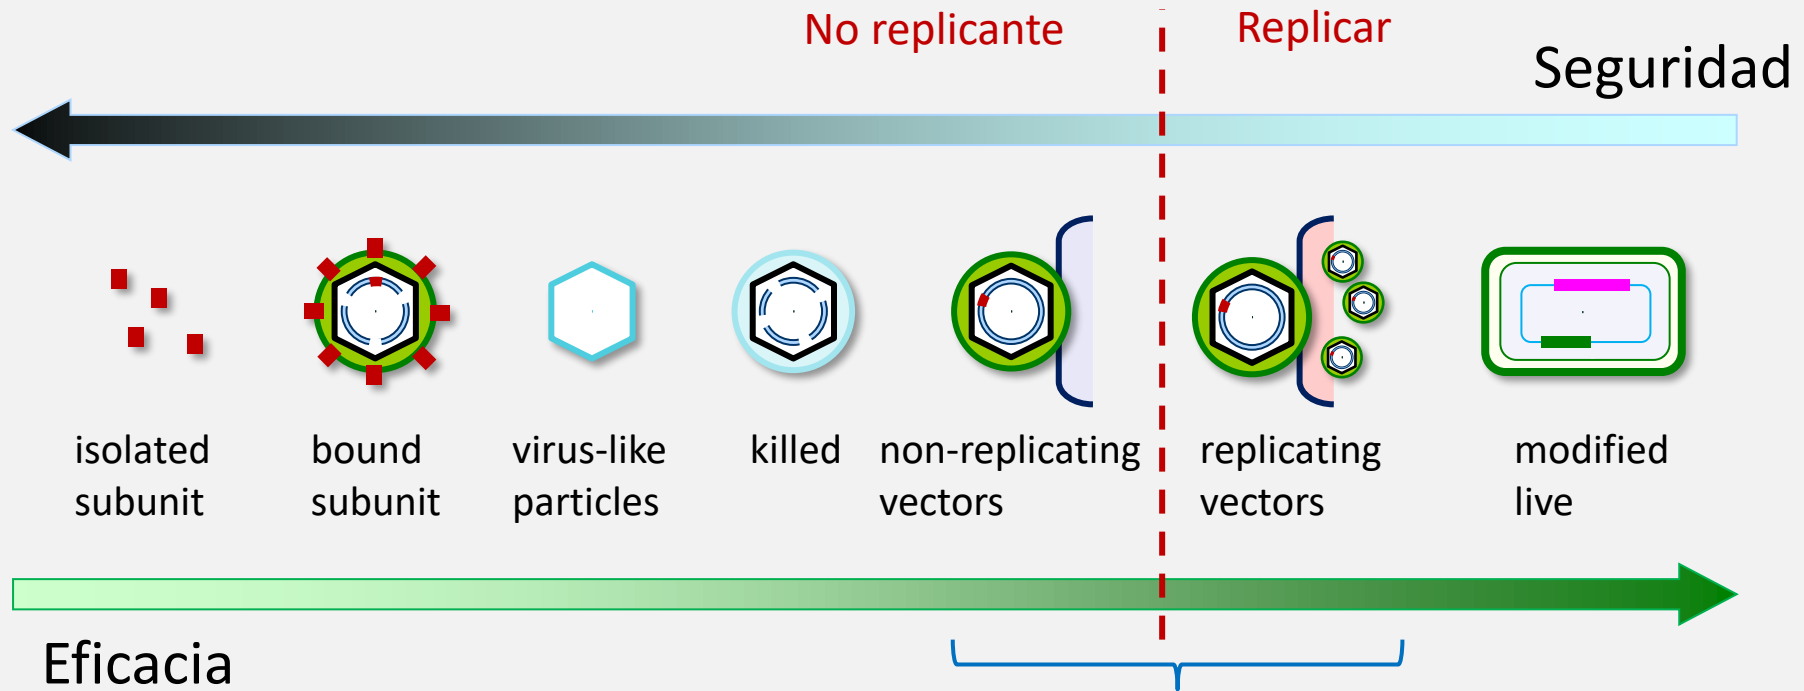 No replicante
Replicar
Seguridad
isolated
subunit
bound
subunit
virus-like
particles
killed
non-replicating
vectors
replicating
vectors
modified
live
Eficacia